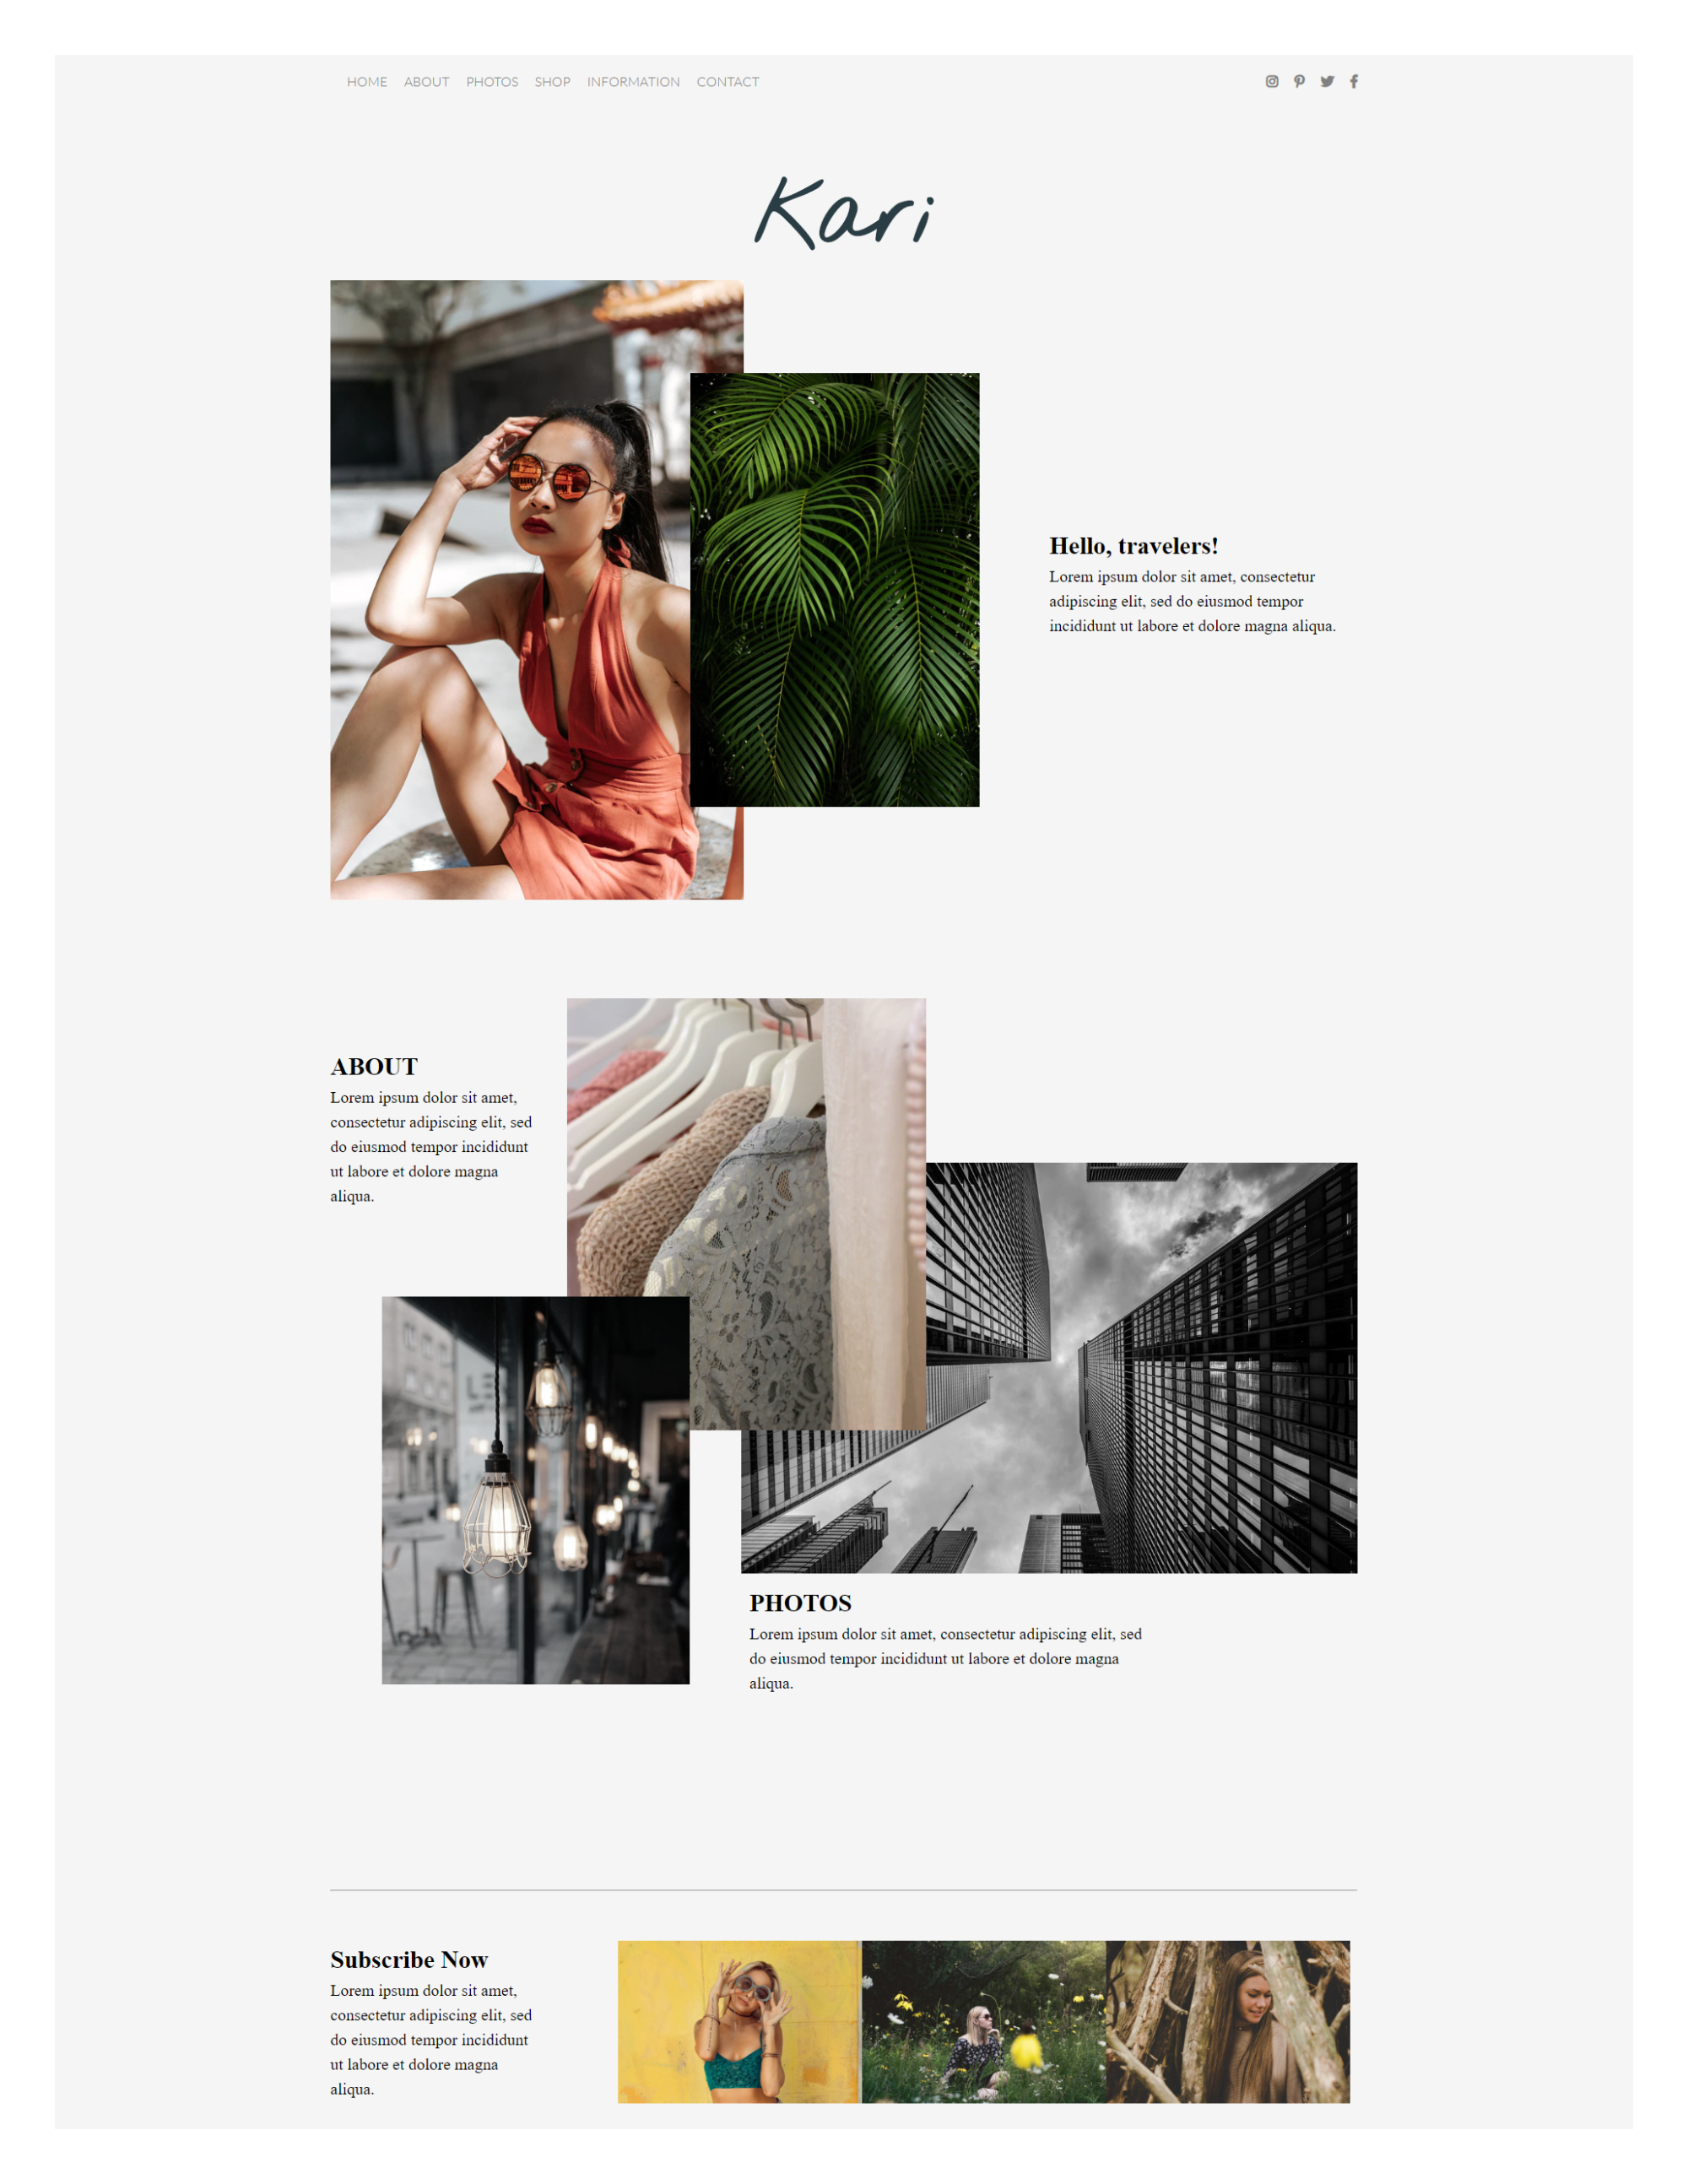 HOME ABOUT PHOTOS SHOP INFORMATION CONTACT
Kari
Hello, travelers!
Lorem ipsum dolor sit amet, consectetur
adipiscing elit, sed do eiusmod tempor
incididunt ut labore et dolore magna aliqua.
ABOUT
Lorem ipsum dolor sit amet,
consectetur adipiscing elit, sed
do eiusmod tempor incididunt
ut labore et dolore magna
aliqua.
PHOTOS
Lorem ipsum dolor sit amet, consectetur adipiscing elit, sed
do eiusmod tempor incididunt ut labore et dolore magna
aliqua.
Subscribe Now
Lorem ipsum dolor sit amet,
consectetur adipiscing elit, sed
do eiusmod tempor incididunt
ut labore et dolore magna
aliqua.